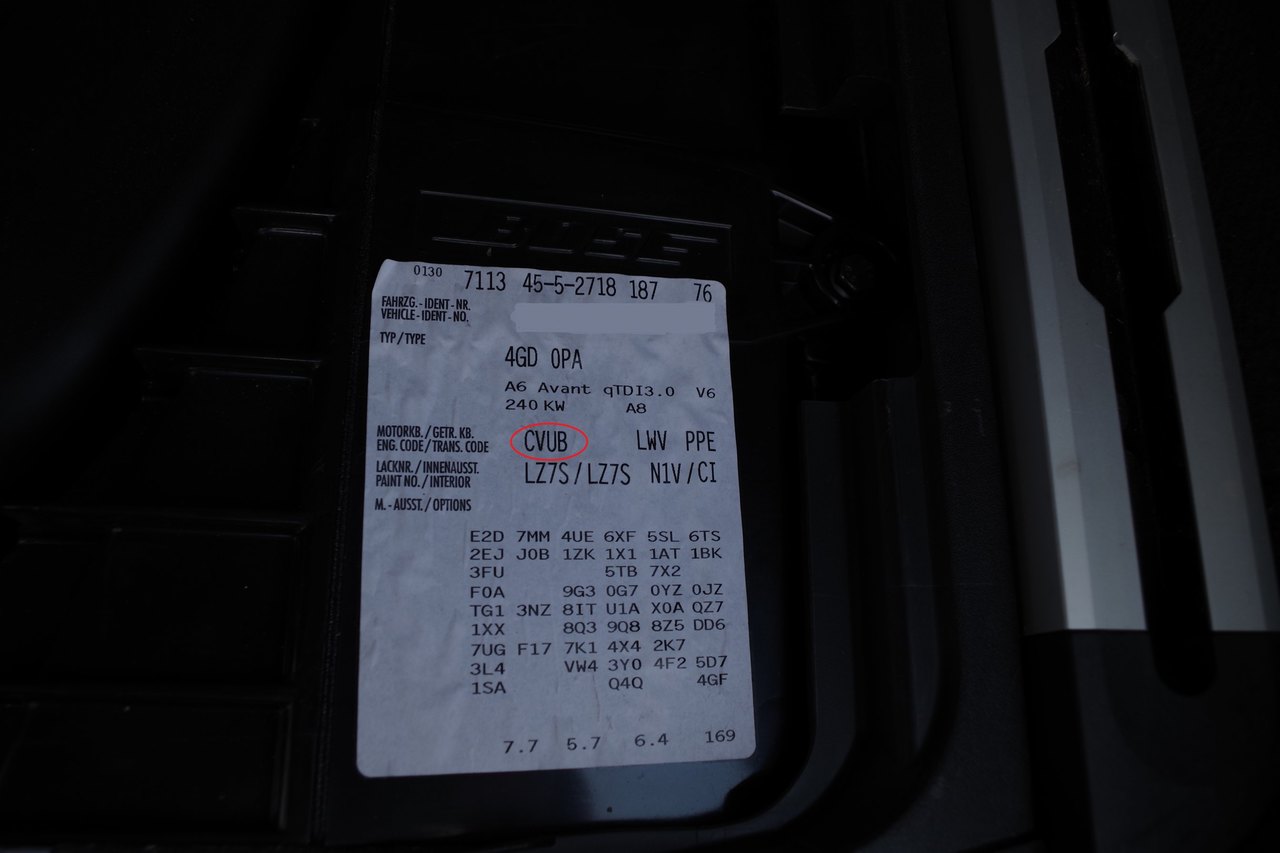 BOSE
0130 7113 45-5-2718 187 76
FAHRZG.-IDENT-NR.
VEHICLE-IDENT-NO.
TYP/TYPE
4GD 0PA
A6 Avant qTDI3.0 V6
240 KW A8
MOTORKB./GETR.KB.
ENG.CODE/TRANS.CODE CVUB LWV PPE
LACKNR./INNENAUSST.
PAINT NO./INTERIOR LZ7S/LZ7S N1V/CI
M.-AUSST./OPTIONS
E2D 7MM 4UE 6XF 5SL 6TS
2EJ J0B 1ZK 1X1 1AT 1BK
3FU 5TB 7X2
F0A 9G3 0G7 0YZ 0JZ
TG1 3NZ 8IT U1A X0A QZ7
1XX 8Q3 9Q8 8Z5 DD6
7UG F17 7K1 4X4 2K7
3L4 VW4 3Y0 4F2 5D7
1SA Q4Q 4GF
7.7 5.7 6.4 169